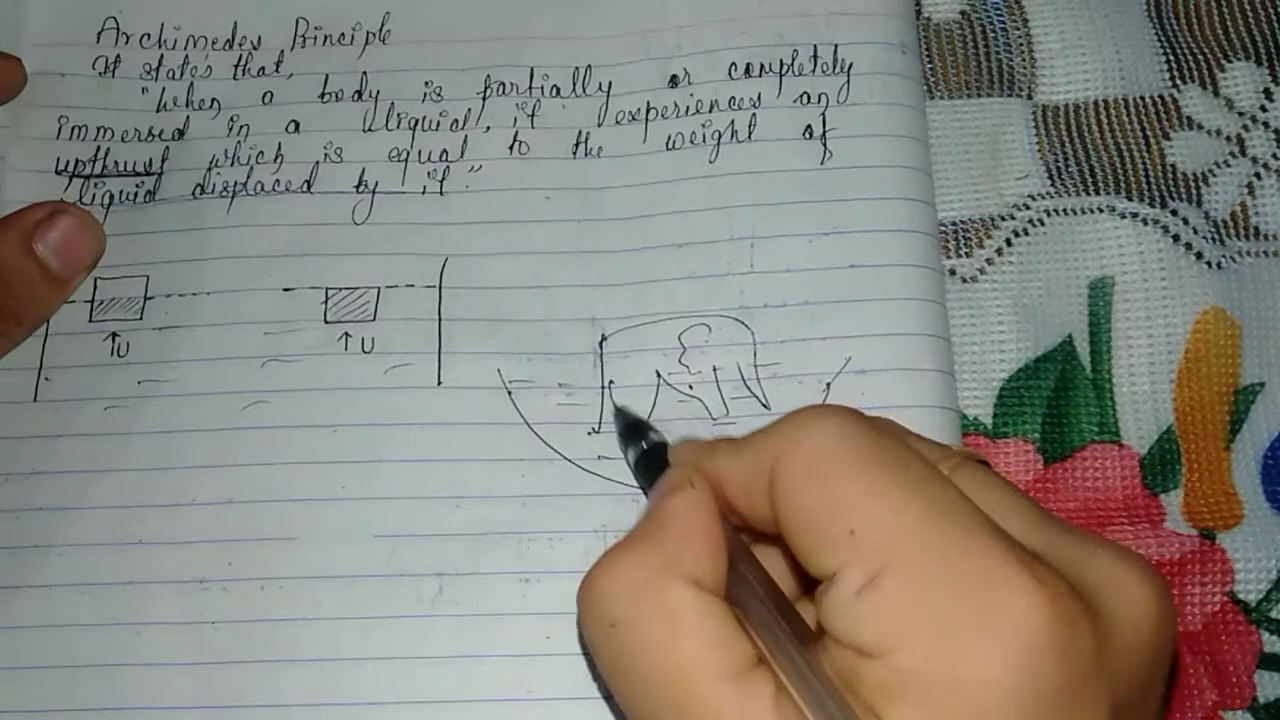 Archimedes Principle
It states that,
"When a body is partially or completely
immersed in a liquid, it experiences an
upthrust which is equal to the weight of
liquid displaced by it."
↑U ↑U